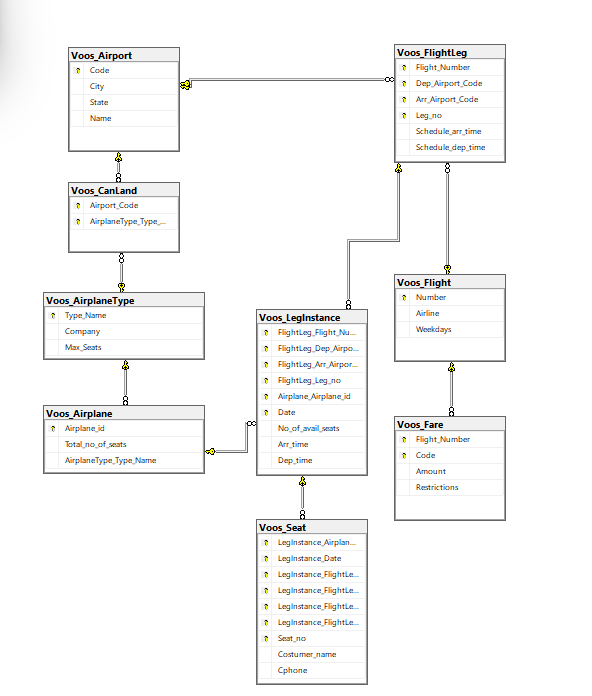 Voos_Airport
Code
City
State
Name
Voos_FlightLeg
Flight_Number
Dep_Airport_Code
Arr_Airport_Code
Leg_no
Schedule_arr_time
Schedule_dep_time
Voos_CanLand
Airport_Code
AirplaneType_Type_...
Voos_AirplaneType
Type_Name
Company
Max_Seats
Voos_Airplane
Airplane_id
Total_no_of_seats
AirplaneType_Type_Name
Voos_LegInstance
FlightLeg_Flight_Nu...
FlightLeg_Dep_Airpo...
FlightLeg_Arr_Airpor...
FlightLeg_Leg_no
Airplane_Airplane_id
Date
No_of_avail_seats
Arr_time
Dep_time
Voos_Flight
Number
Airline
Weekdays
Voos_Fare
Flight_Number
Code
Amount
Restrictions
Voos_Seat
LegInstance_Airplan...
LegInstance_Date
LegInstance_FlightLe...
LegInstance_FlightLe...
LegInstance_FlightLe...
LegInstance_FlightLe...
Seat_no
Costumer_name
Cphone